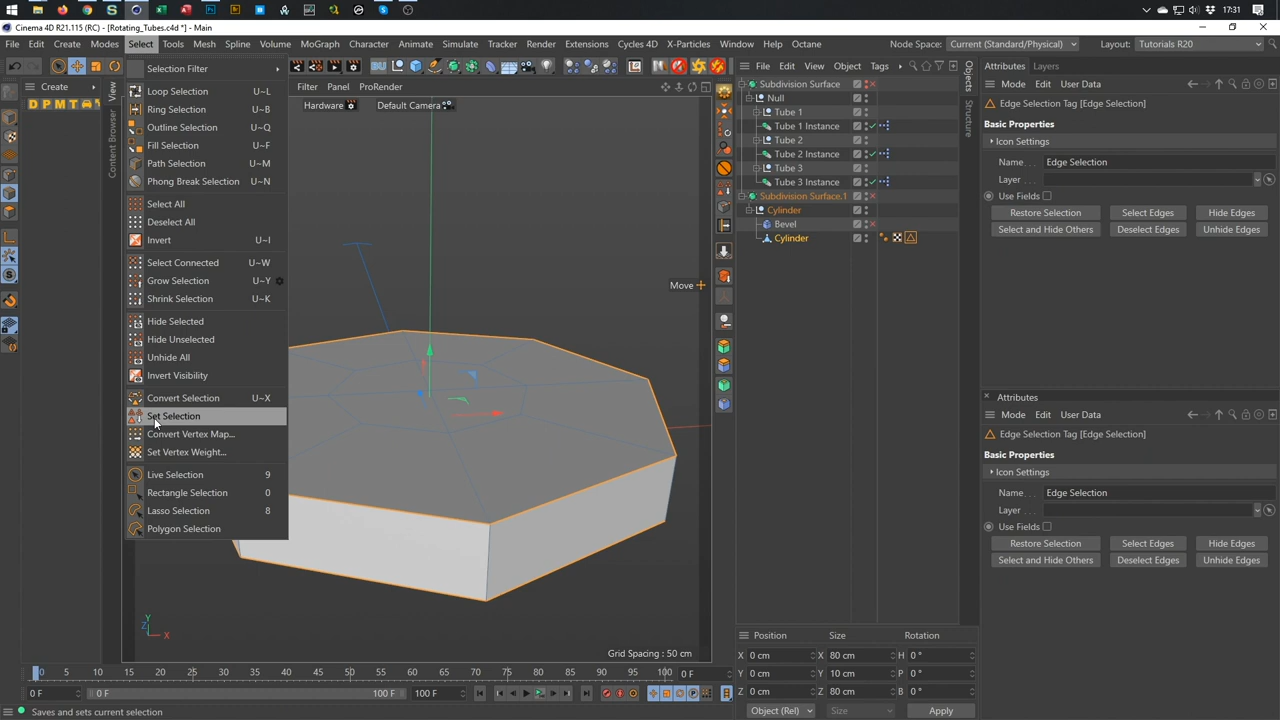 17:31
Cinema 4D R21.115 (RC) - [Rotating_Tubes.c4d *] - Main
File Edit Create Modes Select Tools Mesh Spline Volume MoGraph Character Animate Simulate Tracker Render Extensions Cycles 4D X-Particles Window Help Octane
Node Space: Current (Standard/Physical) Layout: Tutorials R20
Create
D P M T
View
Content Browser
Selection Filter
Loop Selection U~L
Ring Selection U~B
Outline Selection U~Q
Fill Selection U~F
Path Selection U~M
Phong Break Selection U~N
Select All
Deselect All
Invert U~I
Select Connected U~W
Grow Selection U~Y
Shrink Selection U~K
Hide Selected
Hide Unselected
Unhide All
Invert Visibility
Convert Selection U~X
Set Selection
Convert Vertex Map...
Set Vertex Weight...
Live Selection 9
Rectangle Selection 0
Lasso Selection 8
Polygon Selection
Filter Panel ProRender
Hardware Default Camera
Move
Y
Z
X
Grid Spacing : 50 cm
File Edit View Object Tags
Subdivision Surface
Null
Tube 1
Tube 1 Instance
Tube 2
Tube 2 Instance
Tube 3
Tube 3 Instance
Subdivision Surface.1
Cylinder
Bevel
Cylinder
Objects
Structure
Attributes Layers
Mode Edit User Data
Edge Selection Tag [Edge Selection]
Basic Properties
Icon Settings
Name . . . Edge Selection
Layer
Use Fields
Restore Selection Select Edges Hide Edges
Select and Hide Others Deselect Edges Unhide Edges
Attributes
Mode Edit User Data
Edge Selection Tag [Edge Selection]
Basic Properties
Icon Settings
Name . . . Edge Selection
Layer
Use Fields
Restore Selection Select Edges Hide Edges
Select and Hide Others Deselect Edges Unhide Edges
Position Size Rotation
X 0 cm X 80 cm H 0 °
Y 0 cm Y 10 cm P 0 °
Z 0 cm Z 80 cm B 0 °
Object (Rel) Size Apply
0 5 10 15 20 25 30 35 40 45 50 55 60 65 70 75 80 85 90 95 100 0 F
0 F 0 F 100 F 100 F
Saves and sets current selection